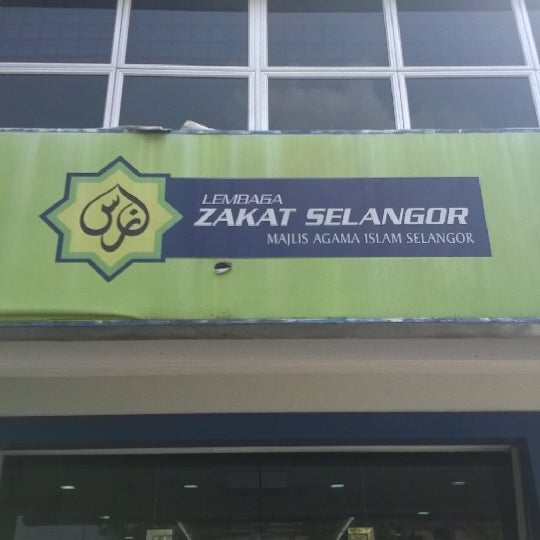 LEMBAGA
ZAKAT SELANGOR
MAJLIS AGAMA ISLAM SELANGOR